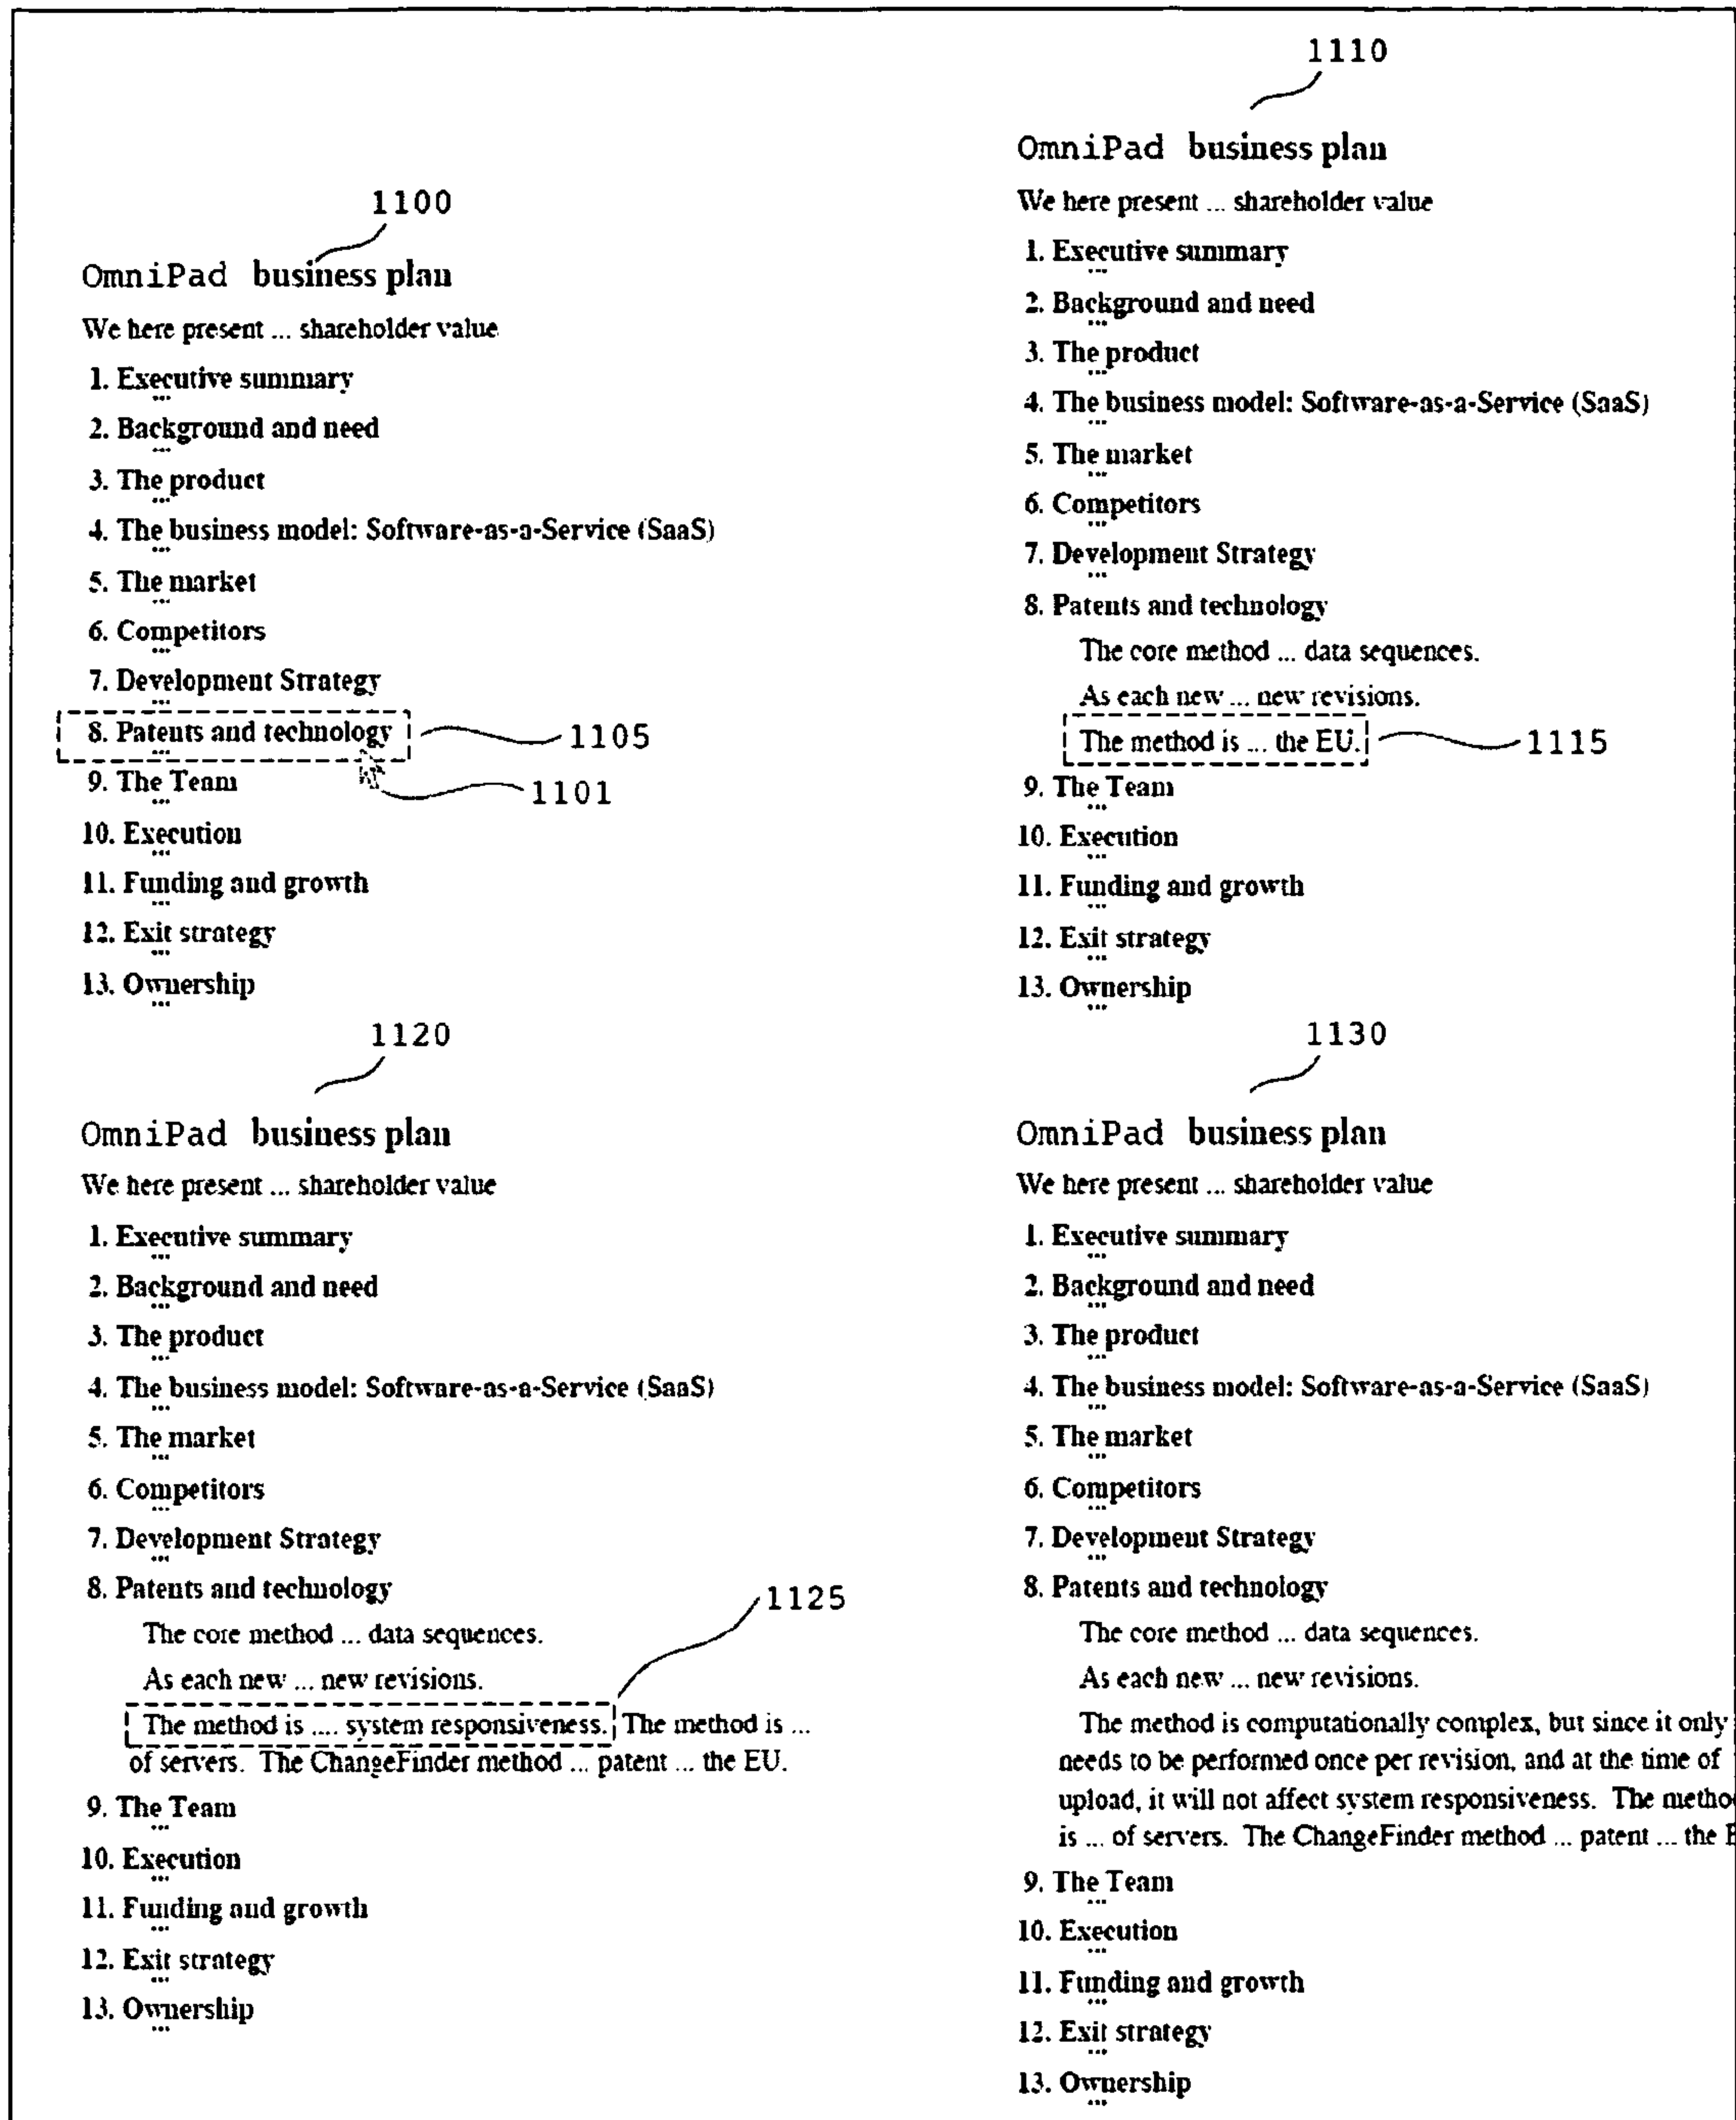 1100
OmniPad business plan
We here present ... shareholder value
1. Executive summary
...
2. Background and need
...
3. The product
...
4. The business model: Software-as-a-Service (SaaS)
...
5. The market
...
6. Competitors
...
7. Development Strategy
...
8. Patents and technology
...
1105
9. The Team
...
1101
10. Execution
...
11. Funding and growth
...
12. Exit strategy
...
13. Ownership
...
1110
OmniPad business plan
We here present ... shareholder value
1. Executive summary
...
2. Background and need
...
3. The product
...
4. The business model: Software-as-a-Service (SaaS)
...
5. The market
...
6. Competitors
...
7. Development Strategy
...
8. Patents and technology
The core method ... data sequences.
As each new ... new revisions.
The method is ... the EU.
1115
9. The Team
...
10. Execution
...
11. Funding and growth
...
12. Exit strategy
...
13. Ownership
...
1120
OmniPad business plan
We here present ... shareholder value
1. Executive summary
...
2. Background and need
...
3. The product
...
4. The business model: Software-as-a-Service (SaaS)
...
5. The market
...
6. Competitors
...
7. Development Strategy
...
8. Patents and technology
1125
The core method ... data sequences.
As each new ... new revisions.
The method is .... system responsiveness. The method is ...
of servers. The ChangeFinder method ... patent ... the EU.
9. The Team
...
10. Execution
...
11. Funding and growth
...
12. Exit strategy
...
13. Ownership
...
1130
OmniPad business plan
We here present ... shareholder value
1. Executive summary
...
2. Background and need
...
3. The product
...
4. The business model: Software-as-a-Service (SaaS)
...
5. The market
...
6. Competitors
...
7. Development Strategy
...
8. Patents and technology
The core method ... data sequences.
As each new ... new revisions.
The method is computationally complex, but since it only
needs to be performed once per revision, and at the time of
upload, it will not affect system responsiveness. The
is ... of servers. The ChangeFinder method ... patent ... the
9. The Team
...
10. Execution
...
11. Funding and growth
...
12. Exit strategy
...
13. Ownership
...